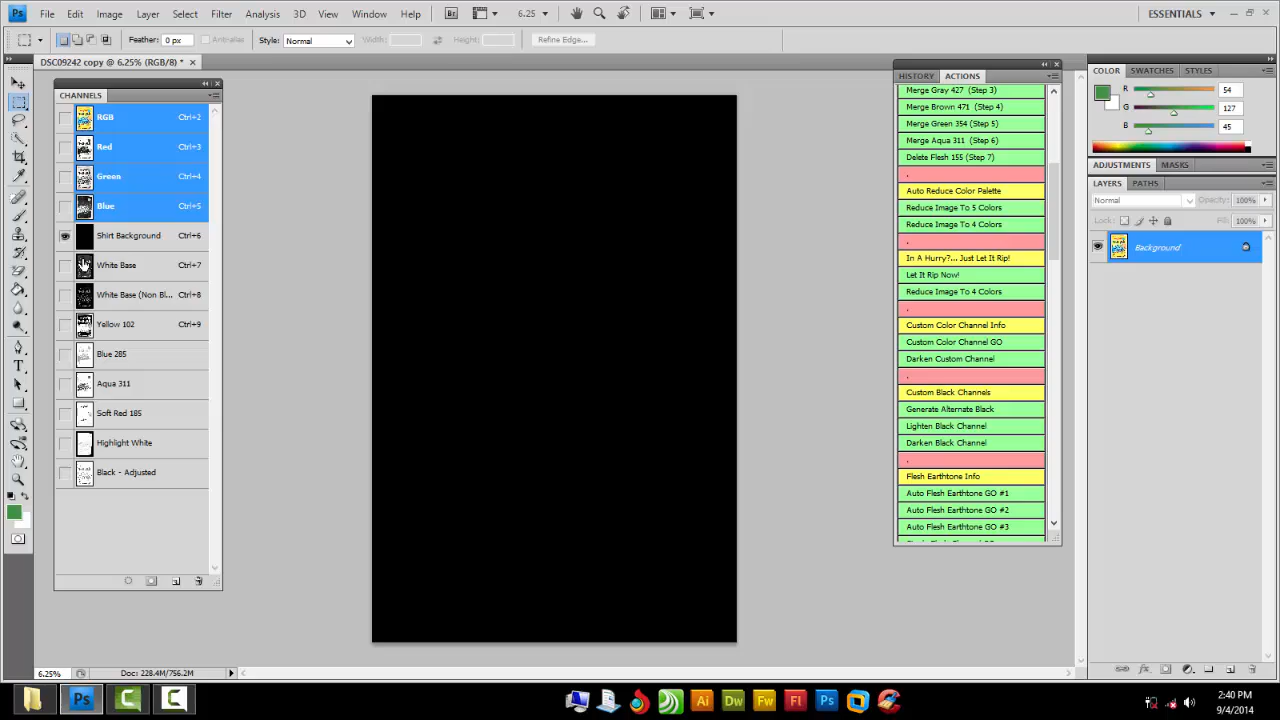 Ps
File Edit Image Layer Select Filter Analysis 3D View Window Help
Br
6.25
ESSENTIALS
Feather: 0 px
Anti-alias
Style: Normal
Width:
Height:
Refine Edge...
DSC09242 copy @ 6.25% (RGB/8) *
CHANNELS
RGB Ctrl+2
Red Ctrl+3
Green Ctrl+4
Blue Ctrl+5
Shirt Background Ctrl+6
White Base Ctrl+7
White Base (Non Bl... Ctrl+8
Yellow 102 Ctrl+9
Blue 285
Aqua 311
Soft Red 185
Highlight White
Black - Adjusted
HISTORY ACTIONS
Merge Gray 427 (Step 3)
Merge Brown 471 (Step 4)
Merge Green 354 (Step 5)
Merge Aqua 311 (Step 6)
Delete Flesh 155 (Step 7)
.
Auto Reduce Color Palette
Reduce Image To 5 Colors
Reduce Image To 4 Colors
.
In A Hurry?... Just Let It Rip!
Let It Rip Now!
Reduce Image To 4 Colors
.
Custom Color Channel Info
Custom Color Channel GO
Darken Custom Channel
.
Custom Black Channels
Generate Alternate Black
Lighten Black Channel
Darken Black Channel
.
Flesh Earthtone Info
Auto Flesh Earthtone GO #1
Auto Flesh Earthtone GO #2
Auto Flesh Earthtone GO #3
COLOR SWATCHES STYLES
R 54
G 127
B 45
ADJUSTMENTS MASKS
LAYERS PATHS
Normal Opacity: 100%
Lock: Fill: 100%
Background
6.25% Doc: 228.4M/756.2M
Ps
Ai
Dw
Fw
Fl
Ps
2:40 PM
9/4/2014